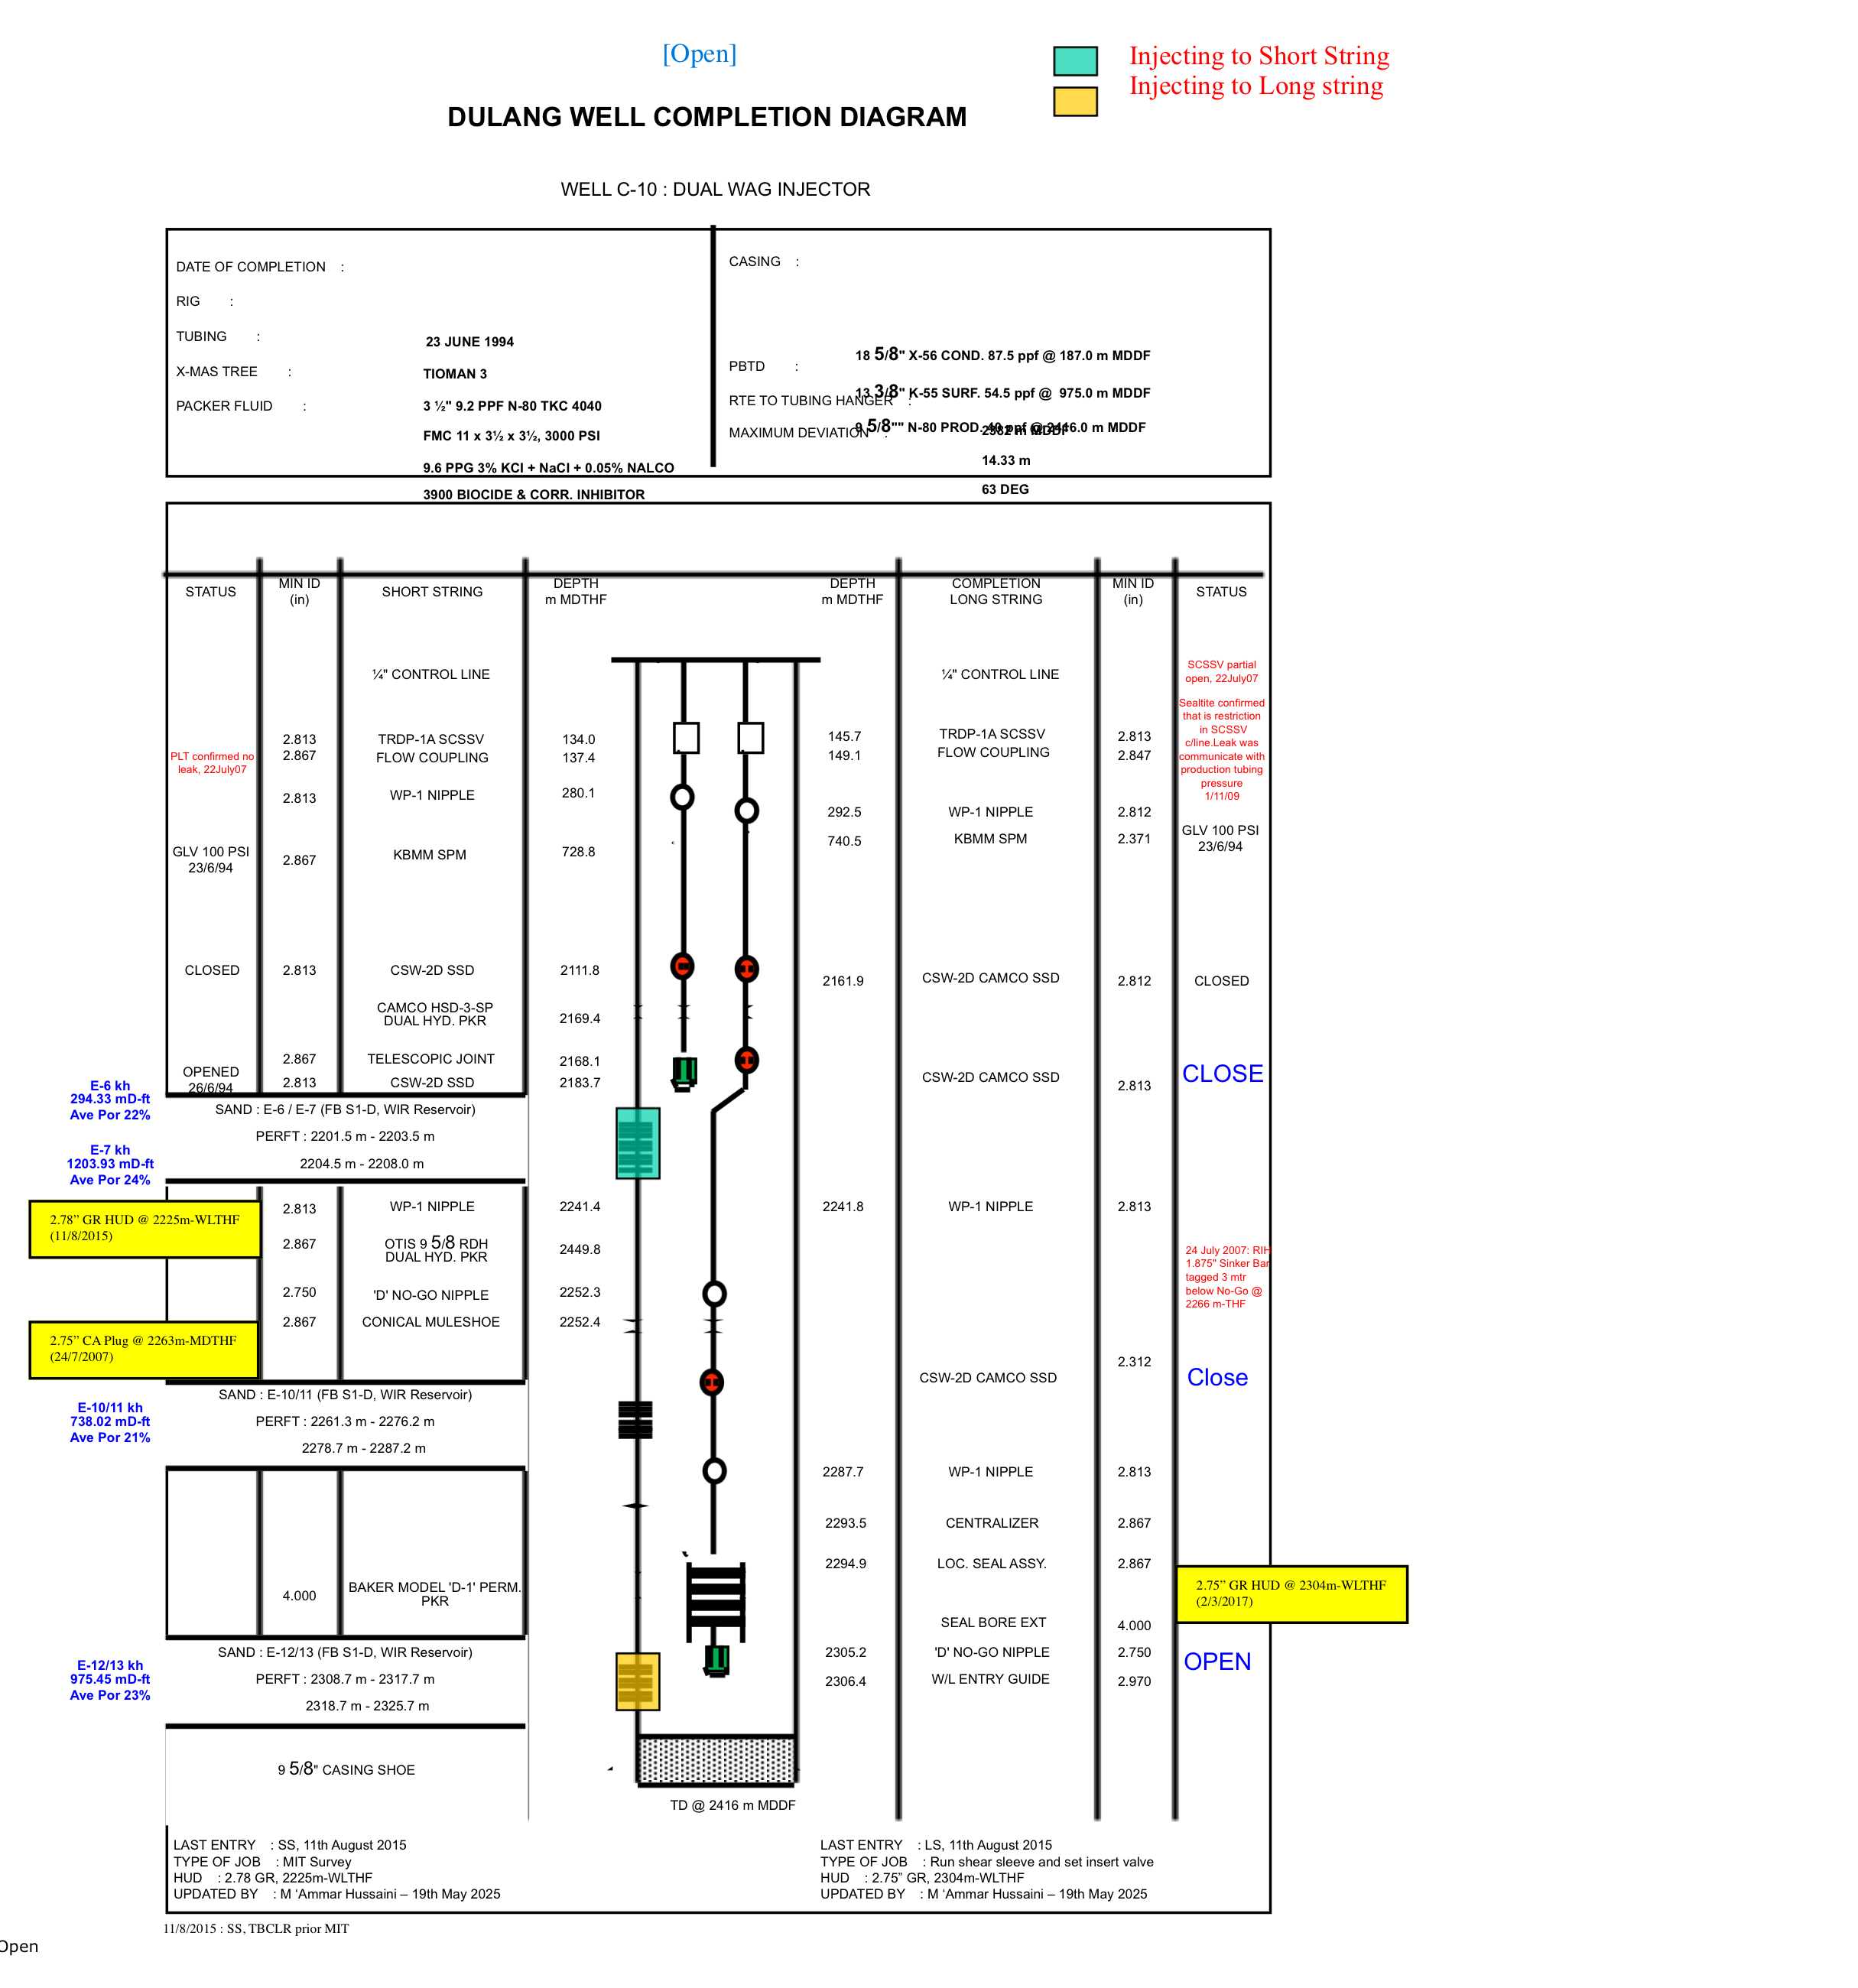 [Open]
Injecting to Short String
Injecting to Long string
DULANG WELL COMPLETION DIAGRAM
WELL C-10 : DUAL WAG INJECTOR
DATE OF COMPLETION :
RIG :
TUBING :
X-MAS TREE :
PACKER FLUID :
23 JUNE 1994
TIOMAN 3
3 ½" 9.2 PPF N-80 TKC 4040
FMC 11 x 3½ x 3½, 3000 PSI
9.6 PPG 3% KCl + NaCl + 0.05% NALCO
3900 BIOCIDE & CORR. INHIBITOR
CASING :
PBTD :
RTE TO TUBING HANGER :
MAXIMUM DEVIATION :
18 5/8" X-56 COND. 87.5 ppf @ 187.0 m MDDF
13 3/8" K-55 SURF. 54.5 ppf @ 975.0 m MDDF
9 5/8"" N-80 PROD. 40 ppf @ 2416.0 m MDDF
2382 m MDDF
14.33 m
63 DEG
STATUS
MIN ID
(in)
SHORT STRING
DEPTH
m MDTHF
DEPTH
m MDTHF
COMPLETION
LONG STRING
MIN ID
(in)
STATUS
¼" CONTROL LINE
¼" CONTROL LINE
SCSSV partial
open, 22July07
Sealtite confirmed
that is restriction
in SCSSV
c/line.Leak was
communicate with
production tubing
pressure
1/11/09
2.813 TRDP-1A SCSSV 134.0
145.7 TRDP-1A SCSSV 2.813
PLT confirmed no
leak, 22July07
2.867 FLOW COUPLING 137.4
149.1 FLOW COUPLING 2.847
2.813 WP-1 NIPPLE 280.1
292.5 WP-1 NIPPLE 2.812
GLV 100 PSI
23/6/94
2.867 KBMM SPM 728.8
740.5 KBMM SPM 2.371
GLV 100 PSI
23/6/94
CLOSED 2.813 CSW-2D SSD 2111.8
2161.9 CSW-2D CAMCO SSD 2.812 CLOSED
CAMCO HSD-3-SP
DUAL HYD. PKR
2169.4
2.867 TELESCOPIC JOINT 2168.1
OPENED
26/6/94
2.813 CSW-2D SSD 2183.7
CSW-2D CAMCO SSD 2.813 CLOSE
E-6 kh
294.33 mD-ft
Ave Por 22%
SAND : E-6 / E-7 (FB S1-D, WIR Reservoir)
PERFT : 2201.5 m - 2203.5 m
2204.5 m - 2208.0 m
E-7 kh
1203.93 mD-ft
Ave Por 24%
2.78” GR HUD @ 2225m-WLTHF
(11/8/2015)
2.813 WP-1 NIPPLE 2241.4
2241.8 WP-1 NIPPLE 2.813
2.867 OTIS 9 5/8 RDH
DUAL HYD. PKR
2449.8
24 July 2007: RIH
1.875" Sinker Bar
tagged 3 mtr
below No-Go @
2266 m-THF
2.750 'D' NO-GO NIPPLE 2252.3
2.867 CONICAL MULESHOE 2252.4
2.75” CA Plug @ 2263m-MDTHF
(24/7/2007)
CSW-2D CAMCO SSD 2.312 Close
SAND : E-10/11 (FB S1-D, WIR Reservoir)
PERFT : 2261.3 m - 2276.2 m
2278.7 m - 2287.2 m
E-10/11 kh
738.02 mD-ft
Ave Por 21%
2287.7 WP-1 NIPPLE 2.813
2293.5 CENTRALIZER 2.867
2294.9 LOC. SEAL ASSY. 2.867
4.000 BAKER MODEL 'D-1' PERM.
PKR
2.75” GR HUD @ 2304m-WLTHF
(2/3/2017)
SEAL BORE EXT 4.000
2305.2 'D' NO-GO NIPPLE 2.750
OPEN
2306.4 W/L ENTRY GUIDE 2.970
SAND : E-12/13 (FB S1-D, WIR Reservoir)
PERFT : 2308.7 m - 2317.7 m
2318.7 m - 2325.7 m
E-12/13 kh
975.45 mD-ft
Ave Por 23%
9 5/8" CASING SHOE
TD @ 2416 m MDDF
LAST ENTRY : SS, 11th August 2015
TYPE OF JOB : MIT Survey
HUD : 2.78 GR, 2225m-WLTHF
UPDATED BY : M ‘Ammar Hussaini – 19th May 2025
LAST ENTRY : LS, 11th August 2015
TYPE OF JOB : Run shear sleeve and set insert valve
HUD : 2.75” GR, 2304m-WLTHF
UPDATED BY : M ‘Ammar Hussaini – 19th May 2025
11/8/2015 : SS, TBCLR prior MIT
Open